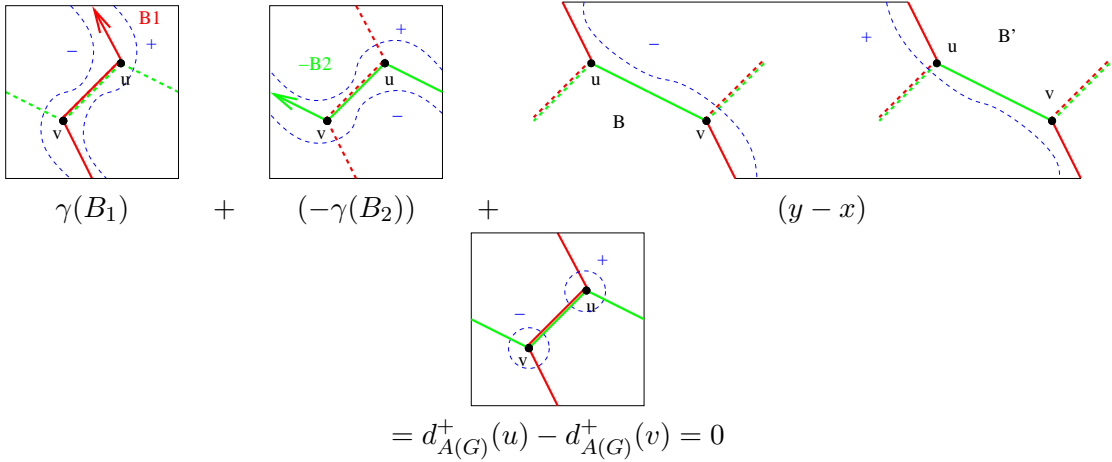 B1
−
+
u
v
−B2
+
−
u
v
−
u
B
v
+
u
B'
v
γ(B₁) + (−γ(B₂)) + (y − x)
+
−
u
v
= d⁺_{A(G)}(u) − d⁺_{A(G)}(v) = 0